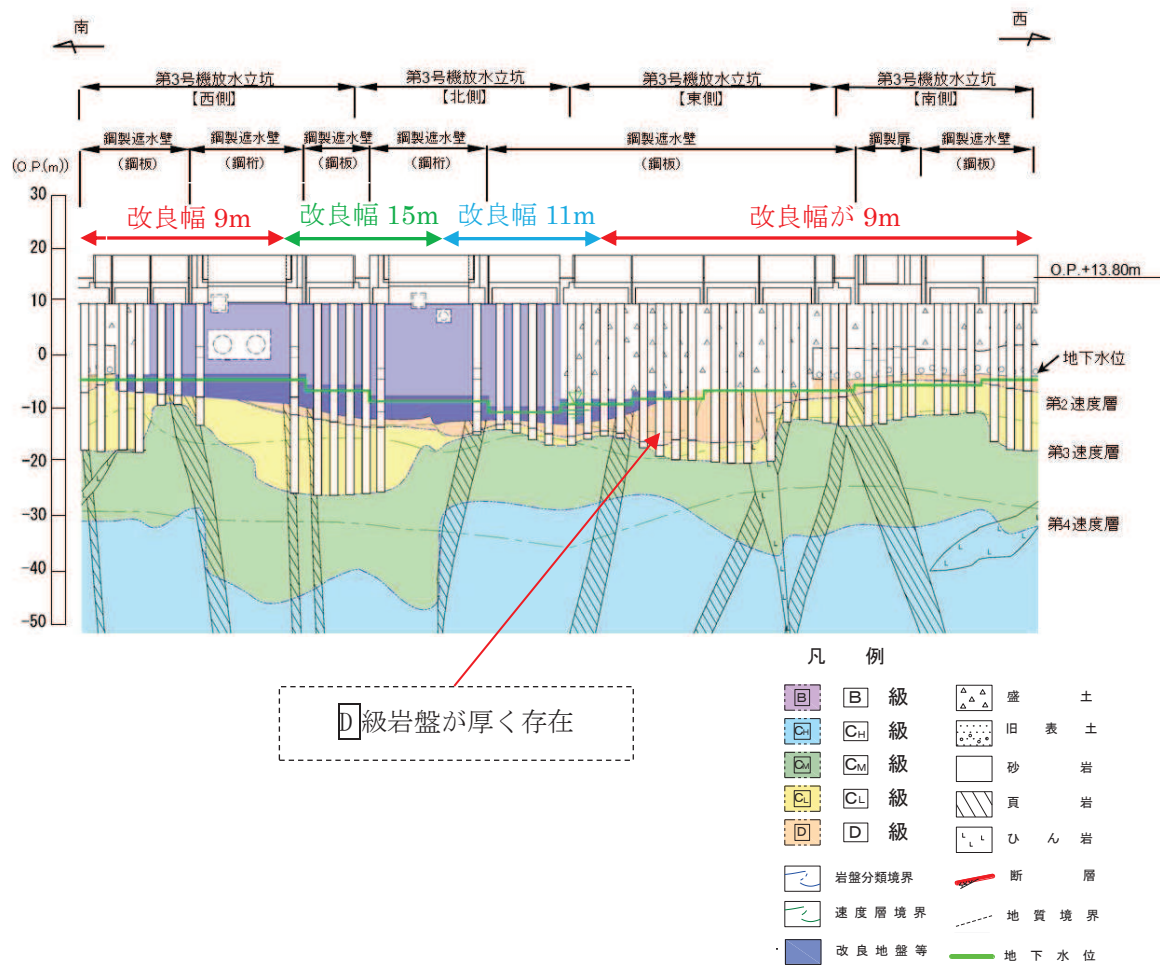 南
西
第3号機放水立坑
【西側】
第3号機放水立坑
【北側】
第3号機放水立坑
【東側】
第3号機放水立坑
【南側】
鋼製遮水壁
(鋼板)
鋼製遮水壁
(鋼桁)
鋼製遮水壁
(鋼板)
鋼製遮水壁
(鋼桁)
鋼製遮水壁
(鋼板)
鋼製扉
鋼製遮水壁
(鋼板)
(O.P.(m))
30
20
10
0
-10
-20
-30
-40
-50
改良幅 9m
改良幅 15m
改良幅 11m
改良幅が 9m
O.P.+13.80m
地下水位
第2速度層
第3速度層
第4速度層
D級岩盤が厚く存在
凡 例
B B 級
CH CH 級
CM CM 級
CL CL 級
D D 級
岩盤分類境界
速度層境界
改良地盤等
盛 土
旧 表 土
砂 岩
頁 岩
ひ ん 岩
断 層
地 質 境 界
地 下 水 位